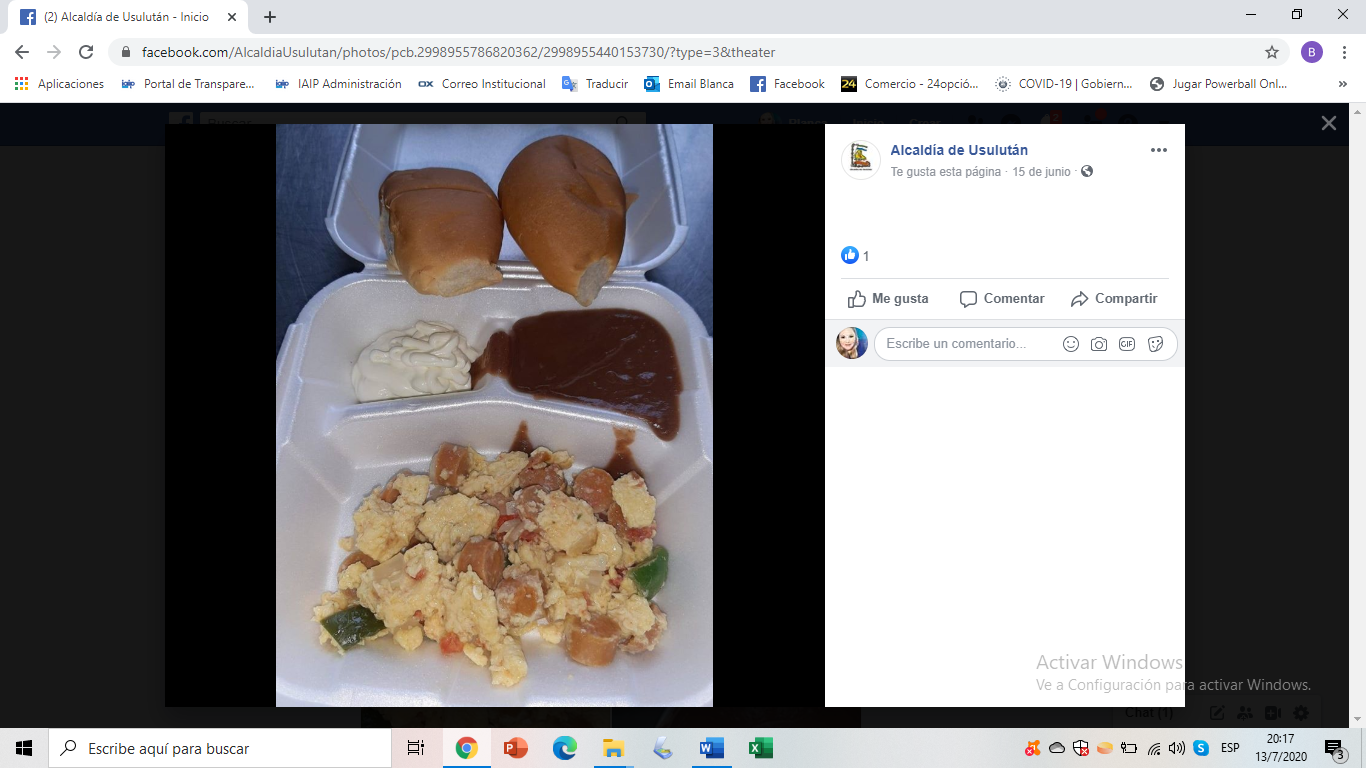 (2) Alcaldía de Usulután - Inicio
facebook.com/AlcaldiaUsulutan/photos/pcb.2998955786820362/2998955440153730/?type=3&theater
B
Aplicaciones
Portal de Transpare...
IAIP Administración
Correo Institucional
Traducir
Email Blanca
Facebook
24 Comercio - 24opció...
COVID-19 | Gobiern...
Jugar Powerball Onl...
»
Alcaldía de Usulután
Te gusta esta página · 15 de junio ·
1
Me gusta
Comentar
Compartir
Escribe un comentario...
GIF
Activar Windows
Ve a Configuración para activar Windows.
Chat (1)
Escribe aquí para buscar
ESP
20:17
13/7/2020
3